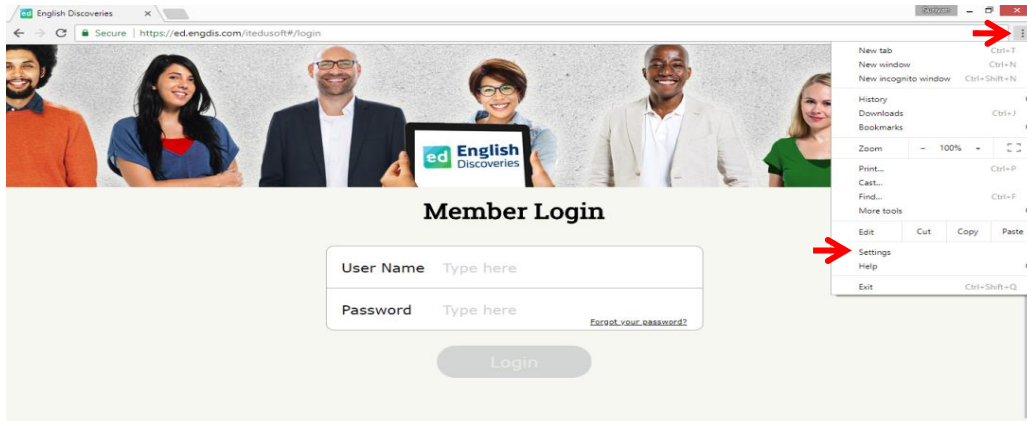 English Discoveries
Secure | https://ed.engdis.com/itedusoft#/login
New tab Ctrl+T
New window Ctrl+N
New incognito window Ctrl+Shift+N
History
Downloads Ctrl+J
Bookmarks
Zoom - 100% +
Print... Ctrl+P
Cast...
Find... Ctrl+F
More tools
Edit Cut Copy Paste
Settings
Help
Exit Ctrl+Shift+Q
ed English
Discoveries
Member Login
User Name Type here
Password Type here
Forgot your password?
Login